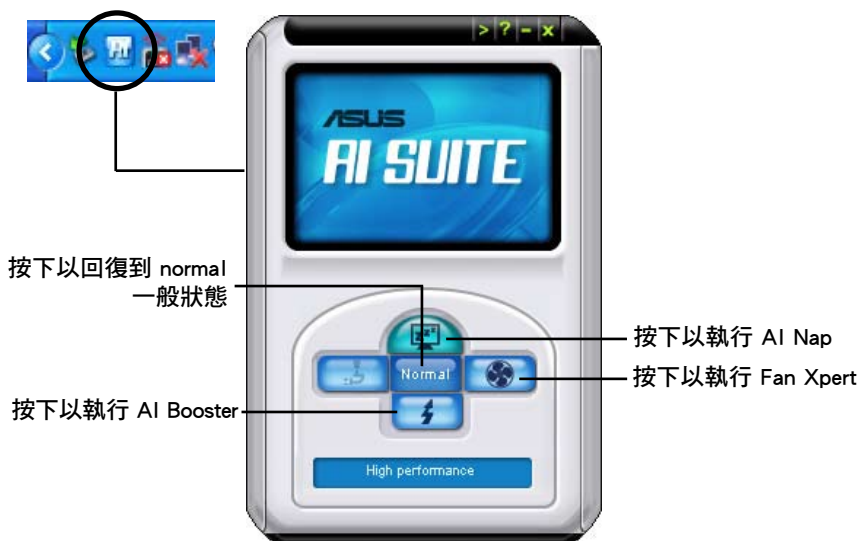 > ? - x
ASUS
AI SUITE
按下以回復到 normal
一般狀態
zzz
Normal
按下以執行 AI Nap
按下以執行 Fan Xpert
按下以執行 AI Booster
High performance